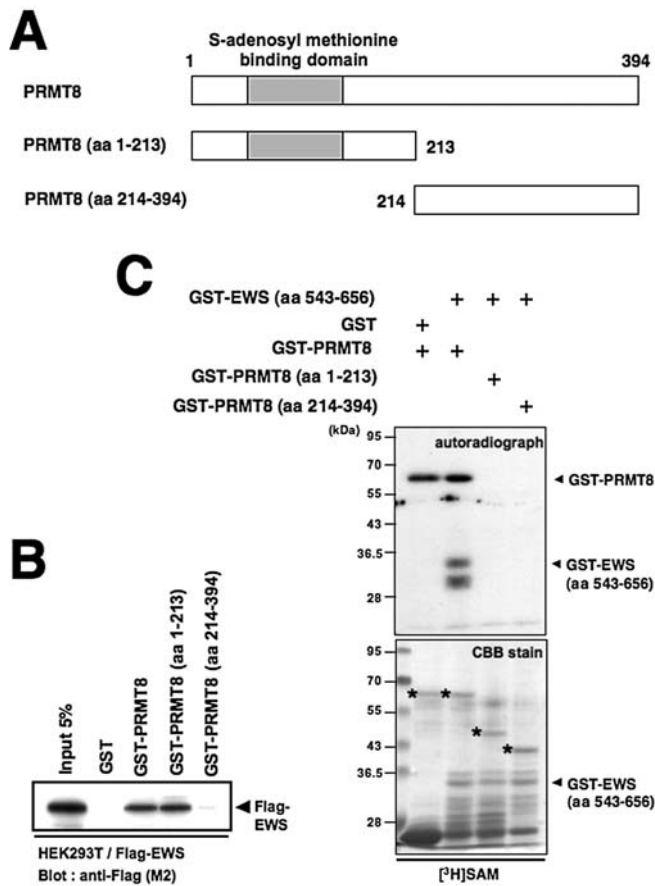 A
S-adenosyl methionine
binding domain
1 394
PRMT8
PRMT8 (aa 1-213) 213
PRMT8 (aa 214-394) 214
C
GST-EWS (aa 543-656) + + +
GST +
GST-PRMT8 + +
GST-PRMT8 (aa 1-213) +
GST-PRMT8 (aa 214-394) +
(kDa)
autoradiograph
95
70
55
43
36.5
28
GST-PRMT8
GST-EWS
(aa 543-656)
CBB stain
95
70
55
43
36.5
28
* * * *
GST-EWS
(aa 543-656)
[³H]SAM
B
Input 5%
GST
GST-PRMT8
GST-PRMT8 (aa 1-213)
GST-PRMT8 (aa 214-394)
Flag-
EWS
HEK293T / Flag-EWS
Blot : anti-Flag (M2)